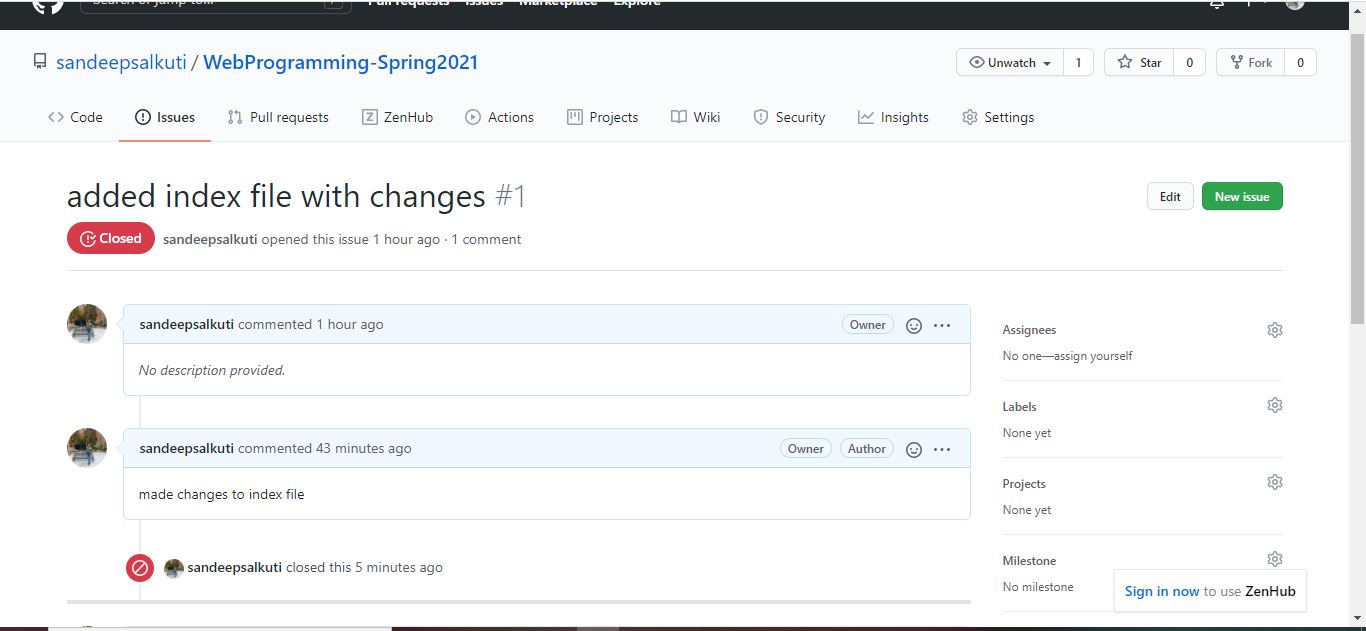 Search or jump to...
Pull requests Issues Marketplace Explore
sandeepsalkuti / WebProgramming-Spring2021
Unwatch 1 Star 0 Fork 0
Code Issues Pull requests ZenHub Actions Projects Wiki Security Insights Settings
added index file with changes #1
Edit New issue
Closed sandeepsalkuti opened this issue 1 hour ago · 1 comment
sandeepsalkuti commented 1 hour ago Owner
No description provided.
sandeepsalkuti commented 43 minutes ago Owner Author
made changes to index file
sandeepsalkuti closed this 5 minutes ago
Assignees
No one—assign yourself
Labels
None yet
Projects
None yet
Milestone
No milestone
Sign in now to use ZenHub